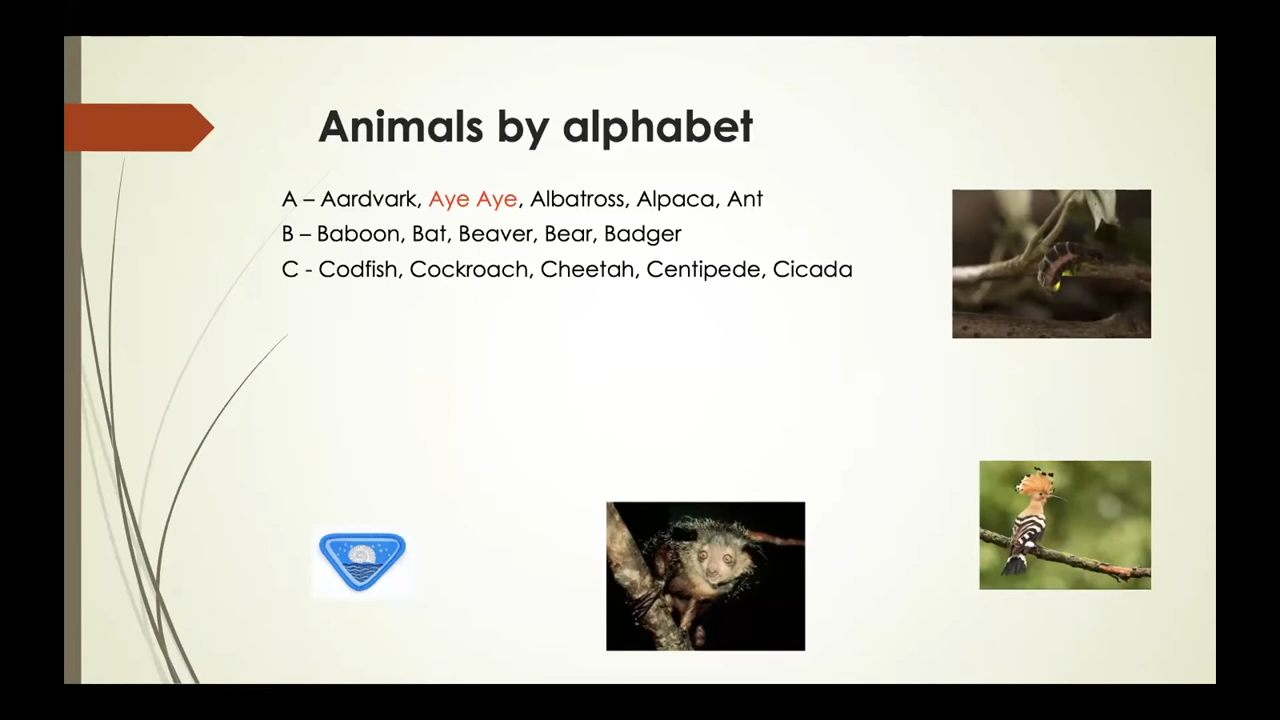 Animals by alphabet
A – Aardvark, Aye Aye, Albatross, Alpaca, Ant
B – Baboon, Bat, Beaver, Bear, Badger
C - Codfish, Cockroach, Cheetah, Centipede, Cicada